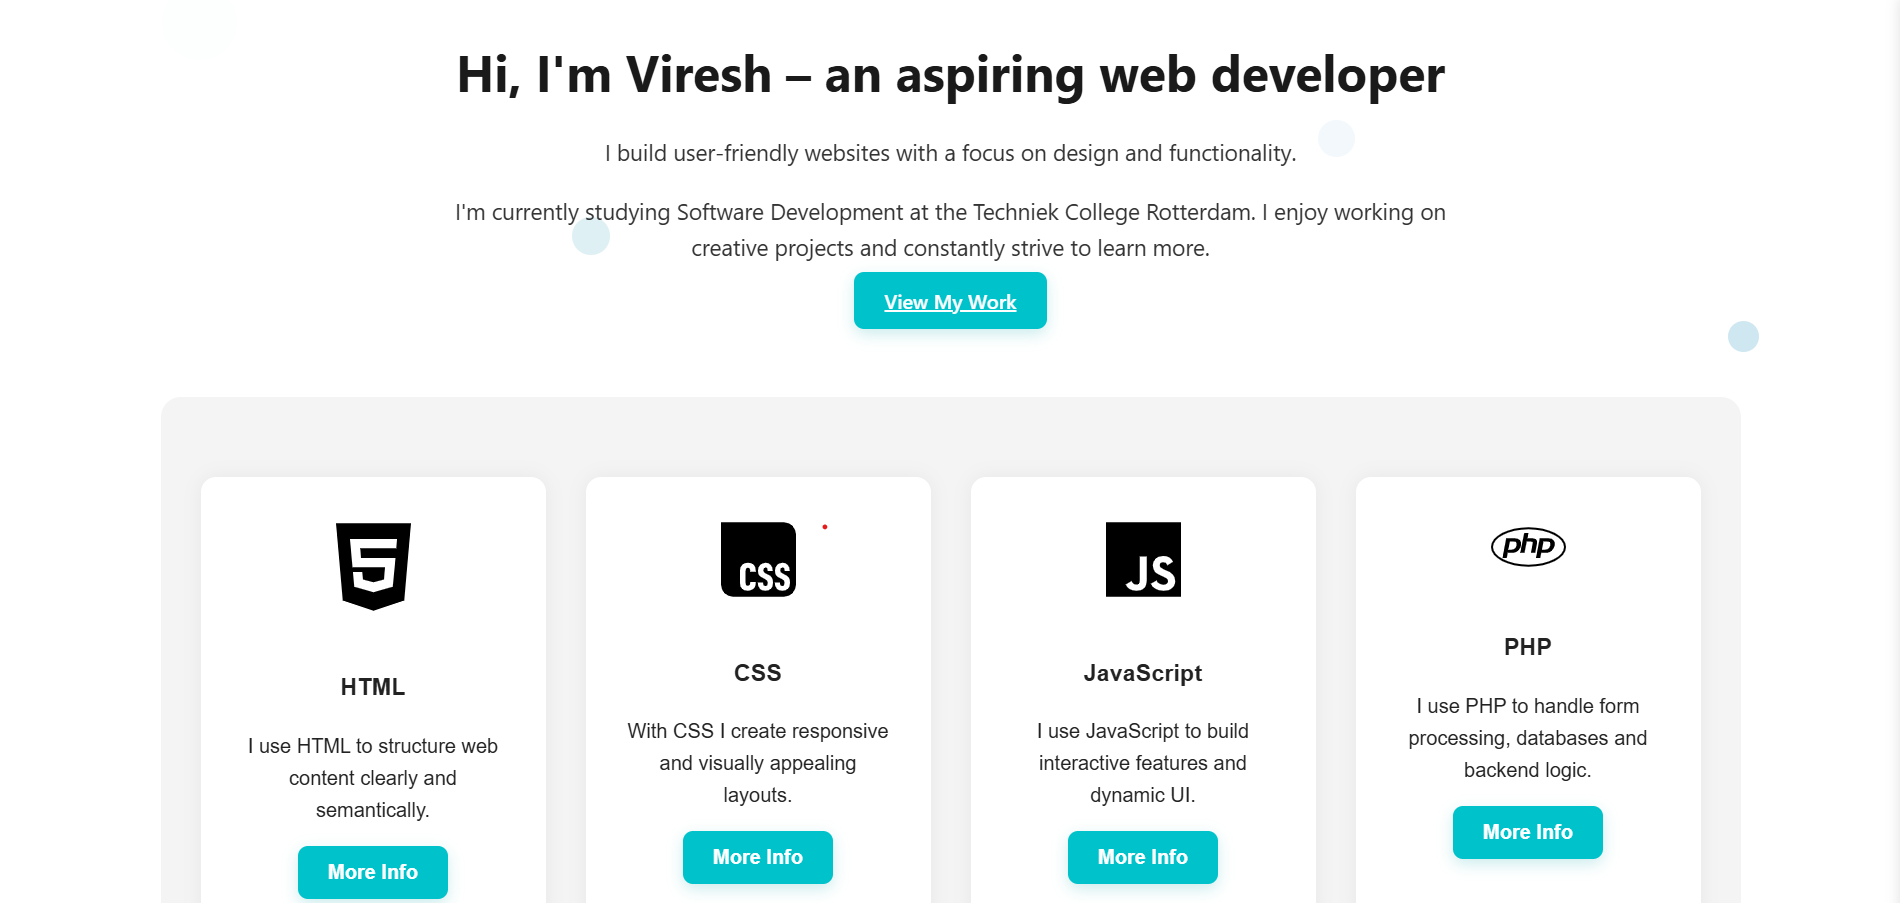 Hi, I'm Viresh – an aspiring web developer
I build user-friendly websites with a focus on design and functionality.
I'm currently studying Software Development at the Techniek College Rotterdam. I enjoy working on
creative projects and constantly strive to learn more.
View My Work
5
HTML
I use HTML to structure web
content clearly and
semantically.
More Info
CSS
CSS
With CSS I create responsive
and visually appealing
layouts.
More Info
JS
JavaScript
I use JavaScript to build
interactive features and
dynamic UI.
More Info
php
PHP
I use PHP to handle form
processing, databases and
backend logic.
More Info